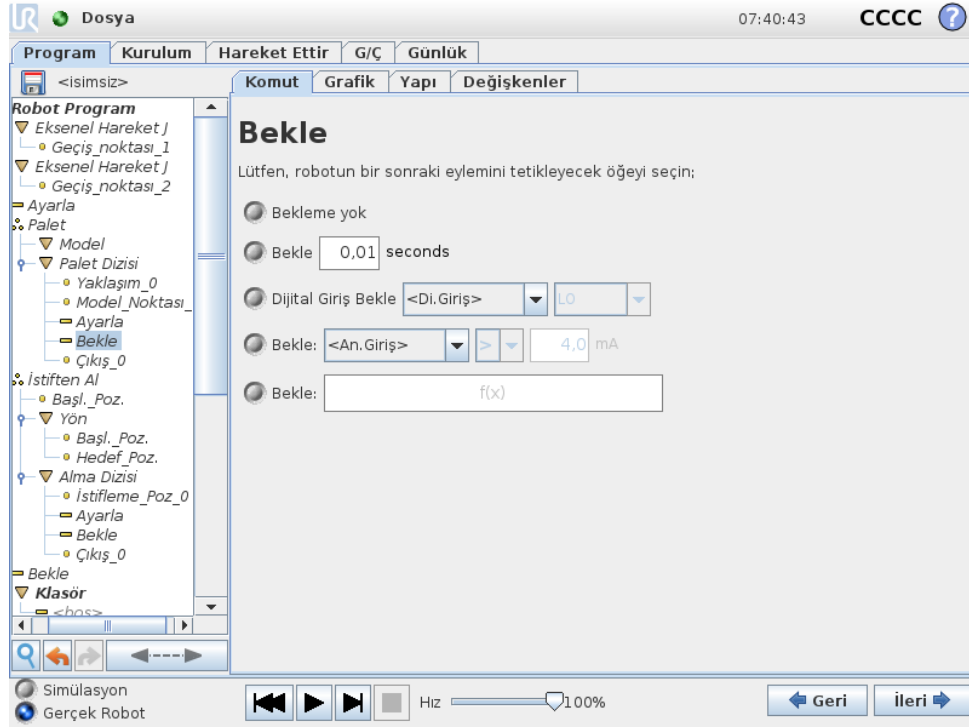 UR Dosya 07:40:43 CCCC ?
Program Kurulum Hareket Ettir G/Ç Günlük
<isimsiz>
Komut Grafik Yapı Değişkenler
Robot Program
Eksenel Hareket J
Geçiş_noktası_1
Eksenel Hareket J
Geçiş_noktası_2
Ayarla
Palet
Model
Palet Dizisi
Yaklaşım_0
Model_Noktası_
Ayarla
Bekle
Çıkış_0
İstiften Al
Başl._Poz.
Yön
Başl._Poz.
Hedef_Poz.
Alma Dizisi
İstifleme_Poz_0
Ayarla
Bekle
Çıkış_0
Bekle
Klasör
<boş>
Bekle
Lütfen, robotun bir sonraki eylemini tetikleyecek öğeyi seçin;
Bekleme yok
Bekle 0,01 seconds
Dijital Giriş Bekle <Di.Giriş> LO
Bekle: <An.Giriş> > 4,0 mA
Bekle: f(x)
Simülasyon
Gerçek Robot
Hız 100%
Geri İleri